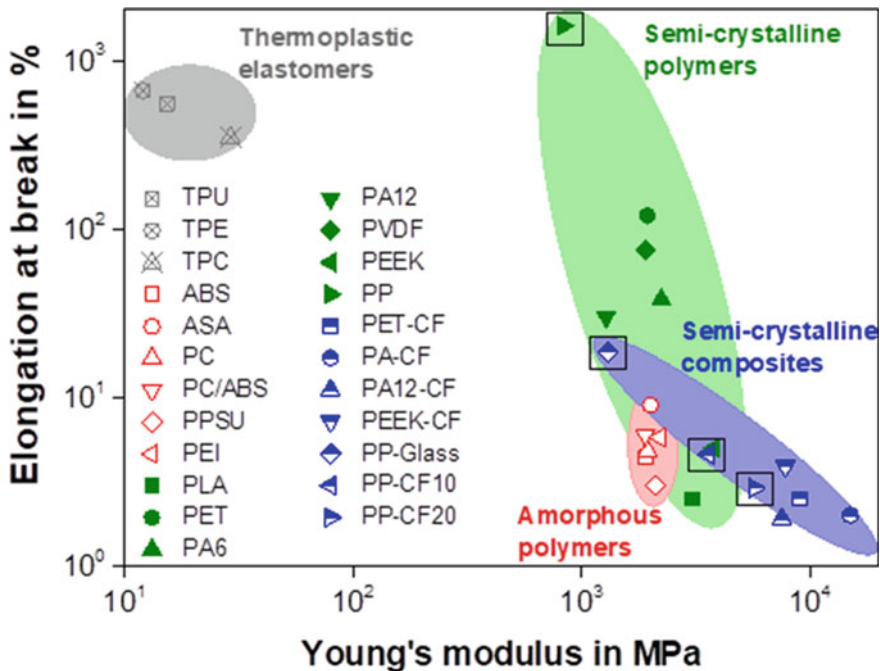 Elongation at break in %
10³
10²
10¹
10⁰
Thermoplastic
elastomers
Semi-crystalline
polymers
TPU
TPE
TPC
ABS
ASA
PC
PC/ABS
PPSU
PEI
PLA
PET
PA6
PA12
PVDF
PEEK
PP
PET-CF
PA-CF
PA12-CF
PEEK-CF
PP-Glass
PP-CF10
PP-CF20
Semi-crystalline
composites
Amorphous
polymers
10¹
10²
10³
10⁴
Young's modulus in MPa